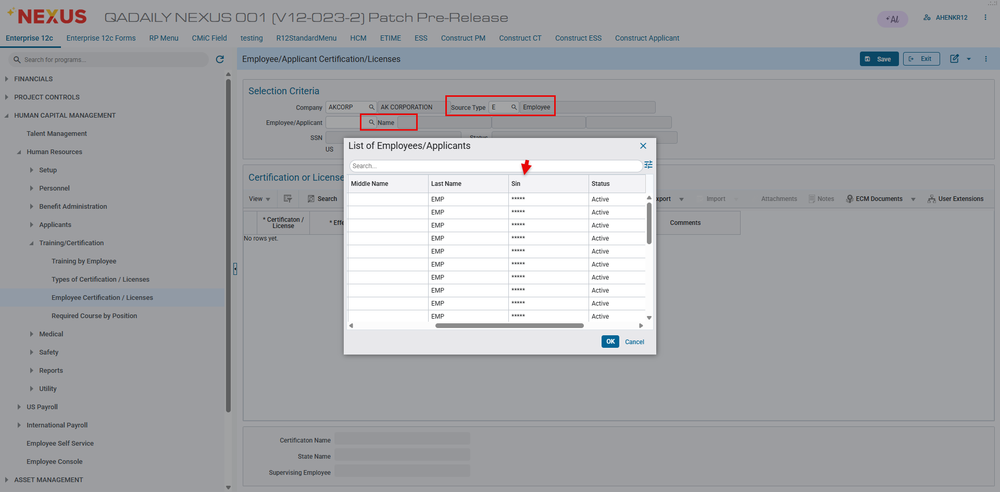 NEXUS QADAILY NEXUS 001 (V12-023-2) Patch Pre-Release AI AHENKR12
Enterprise 12c Enterprise 12c Forms RP Menu CMiC Field testing R12StandardMenu HCM ETIME ESS Construct PM Construct CT Construct ESS Construct Applicant
Search for programs...
FINANCIALS
PROJECT CONTROLS
HUMAN CAPITAL MANAGEMENT
Talent Management
Human Resources
Setup
Personnel
Benefit Administration
Applicants
Training/Certification
Training by Employee
Types of Certification / Licenses
Employee Certification / Licenses
Required Course by Position
Medical
Safety
Reports
Utility
US Payroll
International Payroll
Employee Self Service
Employee Console
ASSET MANAGEMENT
Employee/Applicant Certification/Licenses Save Exit
Selection Criteria
Company AKCORP AK CORPORATION Source Type E Employee
Employee/Applicant Name
SSN Status
US
Certification or License
View Search xport Import Attachments Notes ECM Documents User Extensions
* Certificaton / License * Effe Comments
No rows yet.
List of Employees/Applicants
Search...
Middle Name Last Name Sin Status
EMP ***** Active
EMP ***** Active
EMP ***** Active
EMP ***** Active
EMP ***** Active
EMP ***** Active
EMP ***** Active
EMP ***** Active
EMP ***** Active
EMP ***** Active
OK Cancel
Certificaton Name
State Name
Supervising Employee